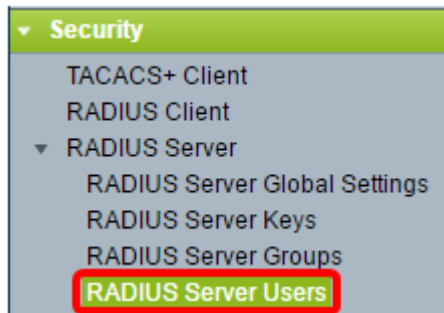 Security
TACACS+ Client
RADIUS Client
RADIUS Server
RADIUS Server Global Settings
RADIUS Server Keys
RADIUS Server Groups
RADIUS Server Users